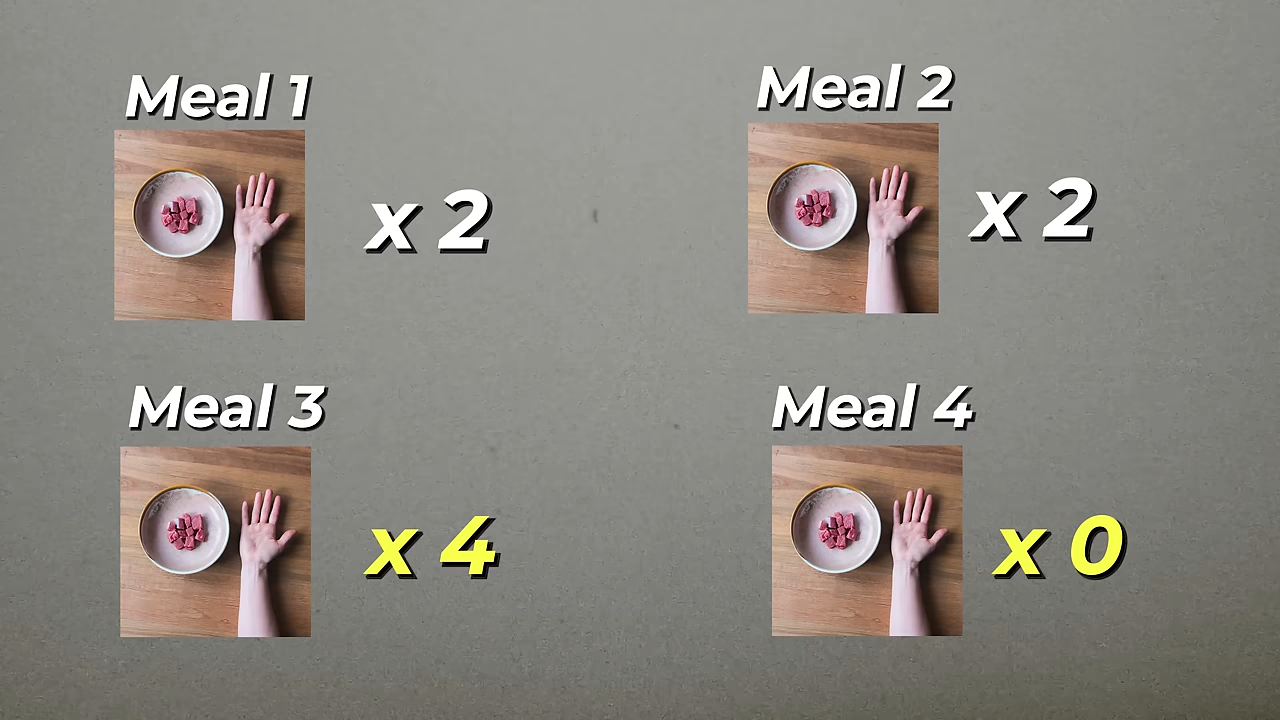 Meal 1
x 2
Meal 2
x 2
Meal 3
x 4
Meal 4
x 0